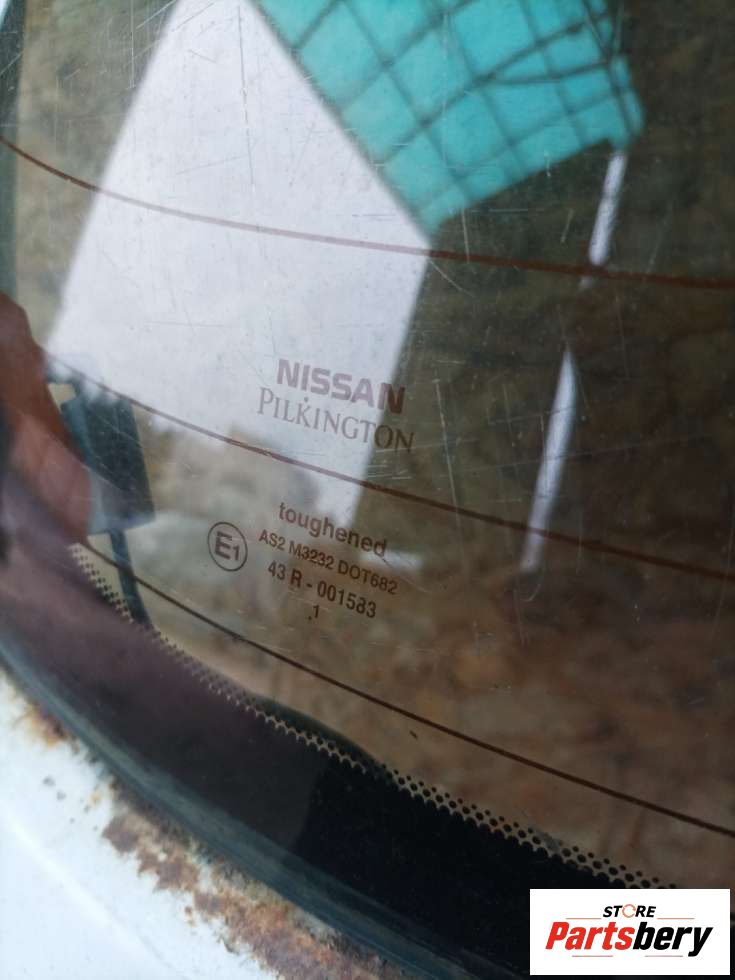 NISSAN
PILKINGTON
toughened
E1
AS2 M3232 DOT682
43 R - 001583
.1
STORE
Partsbery